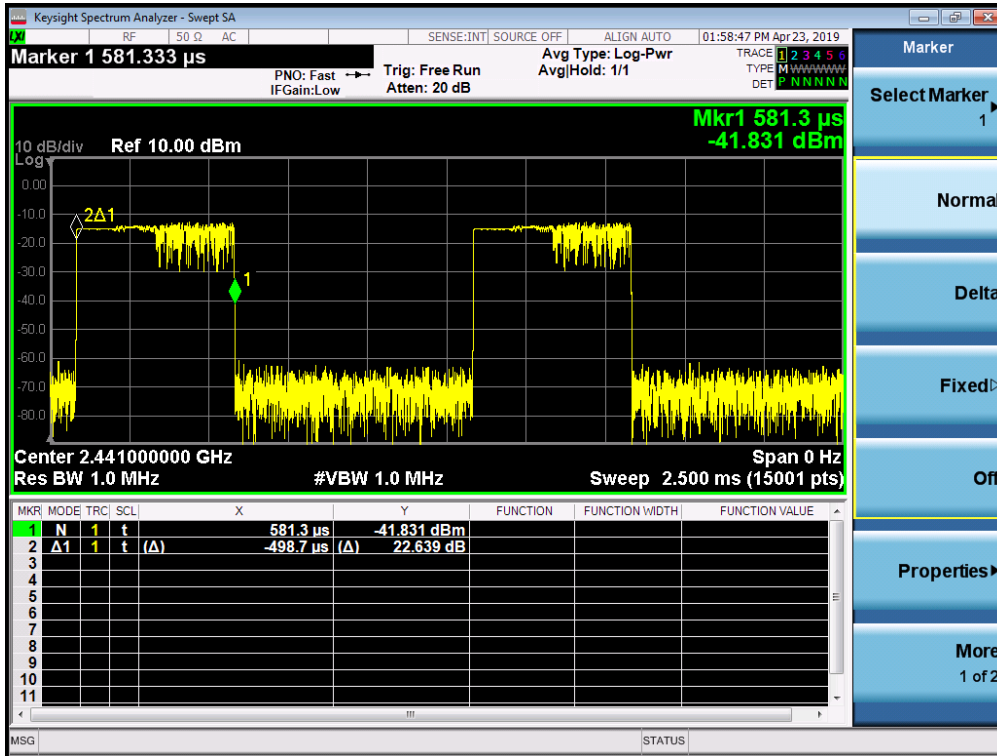 Keysight Spectrum Analyzer - Swept SA
LXI RF 50 Ω AC SENSE:INT SOURCE OFF ALIGN AUTO 01:58:47 PM Apr 23, 2019
Marker 1 581.333 µs
PNO: Fast
IFGain:Low
Trig: Free Run
Atten: 20 dB
Avg Type: Log-Pwr
Avg|Hold: 1/1
TRACE 1 2 3 4 5 6
TYPE M WWWWW
DET P N N N N N
Mkr1 581.3 µs
-41.831 dBm
10 dB/div Ref 10.00 dBm
Log
0.00
-10.0
2Δ1
-20.0
-30.0
1
-40.0
-50.0
-60.0
-70.0
-80.0
Center 2.441000000 GHz Span 0 Hz
Res BW 1.0 MHz #VBW 1.0 MHz Sweep 2.500 ms (15001 pts)
MKR MODE TRC SCL X Y FUNCTION FUNCTION WIDTH FUNCTION VALUE
1 N 1 t 581.3 µs -41.831 dBm
2 Δ1 1 t (Δ) -498.7 µs (Δ) 22.639 dB
3
4
5
6
7
8
9
10
11
MSG STATUS
Marker
Select Marker
1
Normal
Delta
Fixed
Off
Properties
More
1 of 2